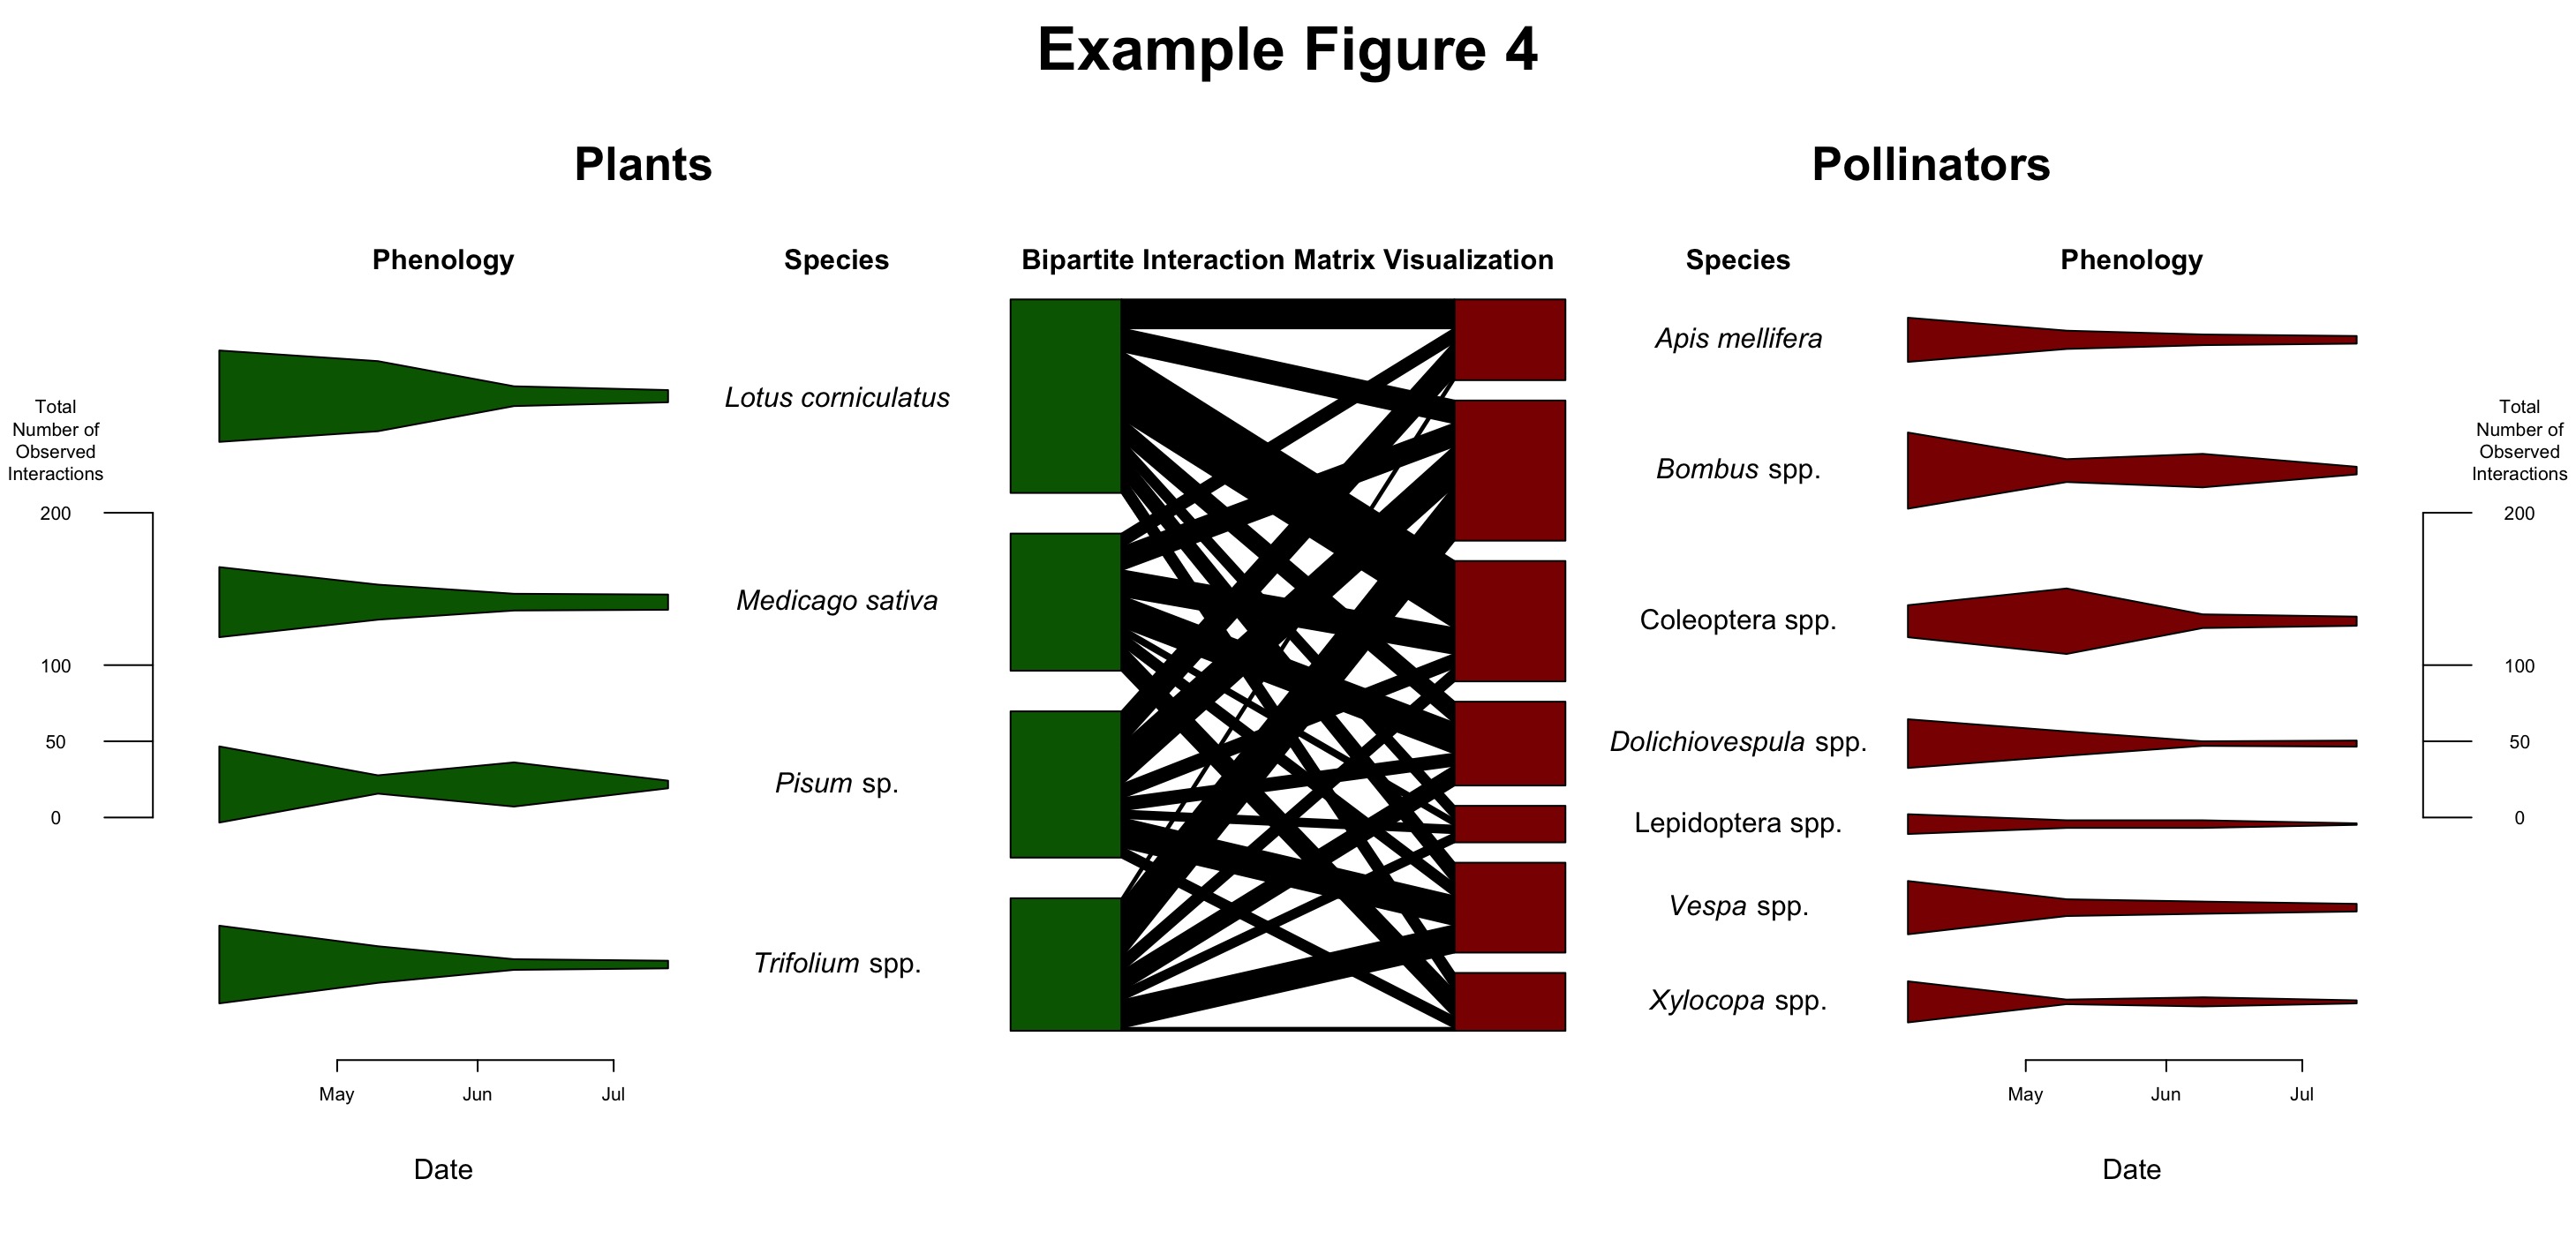 Example Figure 4
Plants
Pollinators
Phenology
Species
Bipartite Interaction Matrix Visualization
Species
Phenology
Total
Number of
Observed
Interactions
200
100
50
0
Lotus corniculatus
Medicago sativa
Pisum sp.
Trifolium spp.
May
Jun
Jul
Date
Apis mellifera
Bombus spp.
Coleoptera spp.
Dolichiovespula spp.
Lepidoptera spp.
Vespa spp.
Xylocopa spp.
Total
Number of
Observed
Interactions
200
100
50
0
May
Jun
Jul
Date